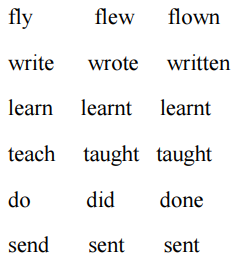 fly flew flown
write wrote written
learn learnt learnt
teach taught taught
do did done
send sent sent